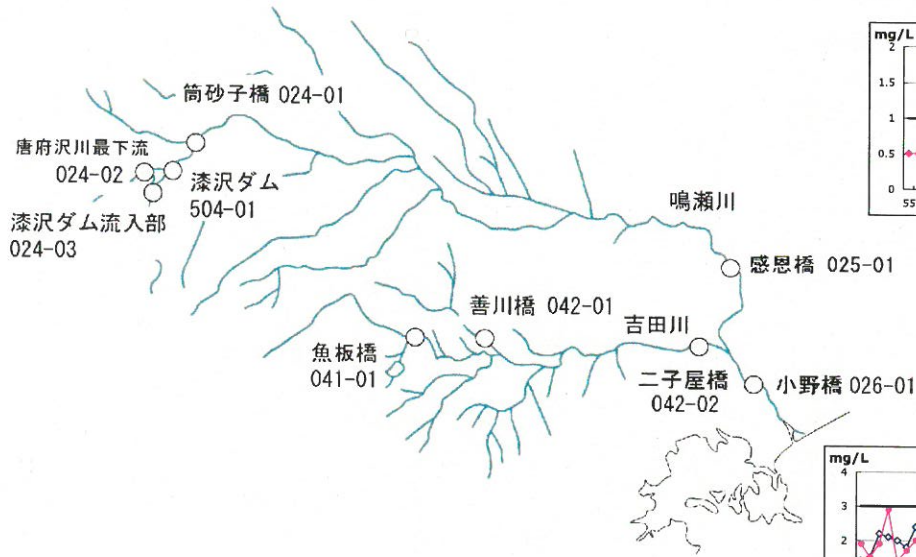 mg/L
2
1.5
1
0.5
0
筒砂子橋 024-01
唐府沢川最下流
024-02
漆沢ダム
504-01
漆沢ダム流入部
024-03
鳴瀬川
感恩橋 025-01
善川橋 042-01
吉田川
魚板橋
041-01
二子屋橋
042-02
小野橋 026-01
mg/L
4
3
2